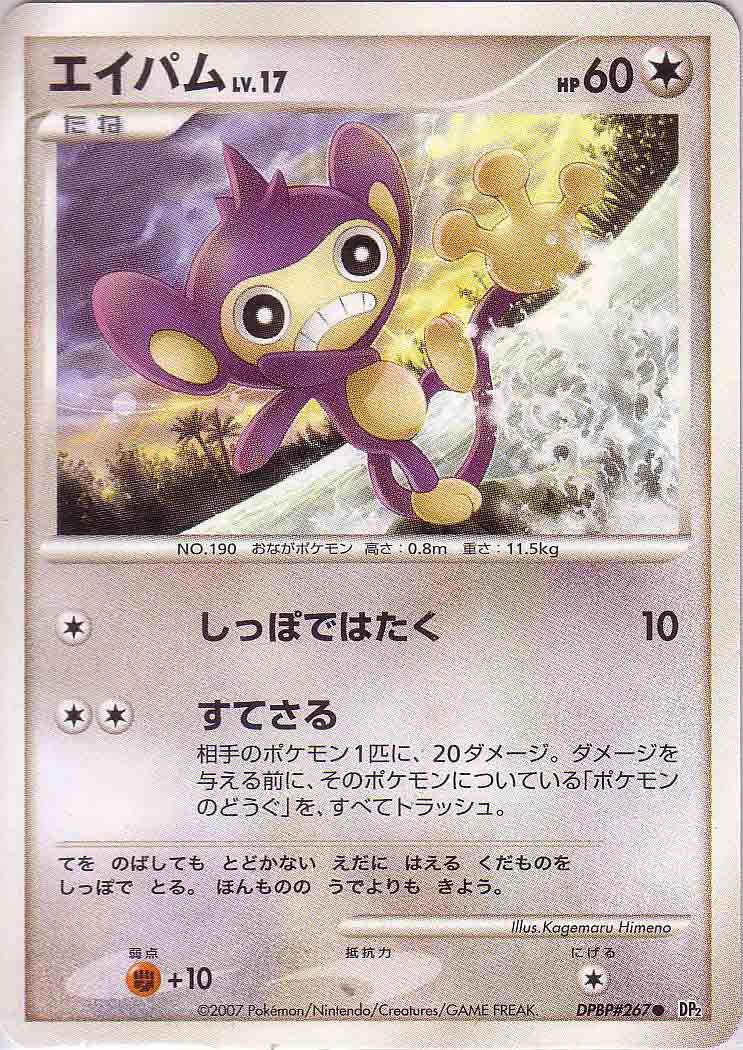 エイパム LV.17 HP60
たね
NO.190 おながポケモン 高さ:0.8m 重さ:11.5kg
しっぽではたく 10
すてさる
相手のポケモン1匹に、20ダメージ。ダメージを
与える前に、そのポケモンについている「ポケモン
のどうぐ」を、すべてトラッシュ。
てを のばしても とどかない えだに はえる くだものを
しっぽで とる。 ほんものの うでよりも きよう。
Illus.Kagemaru Himeno
弱点 抵抗力 にげる
+10
©2007 Pokémon/Nintendo/Creatures/GAME FREAK. DPBP#267 DP2